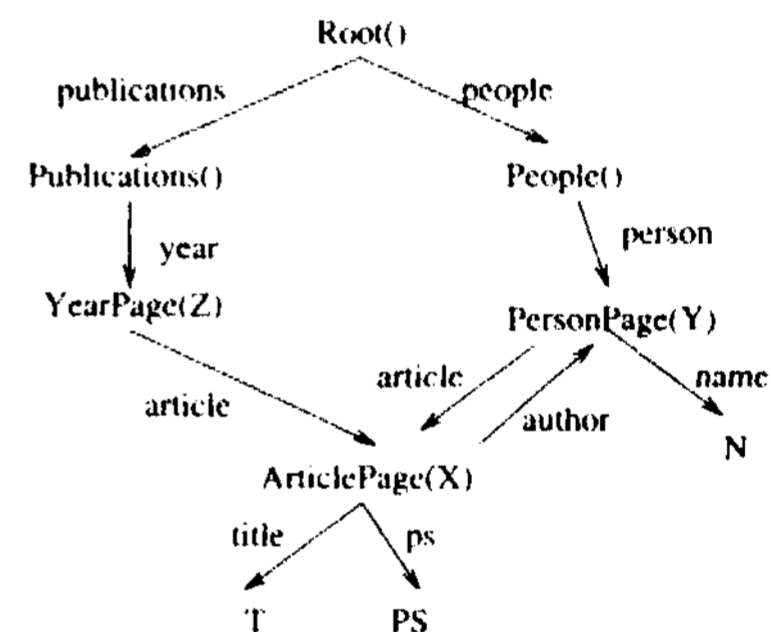 Root()
publications
people
Publications()
People()
year
person
YearPage(Z)
PersonPage(Y)
article
name
article
author
N
ArticlePage(X)
title
ps
T
PS